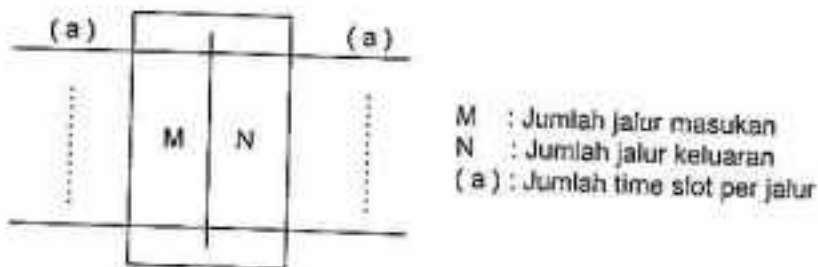 ( a ) ( a )
M N
M : Jumlah jalur masukan
N : Jumlah jalur keluaran
( a ) : Jumlah time slot per jalur